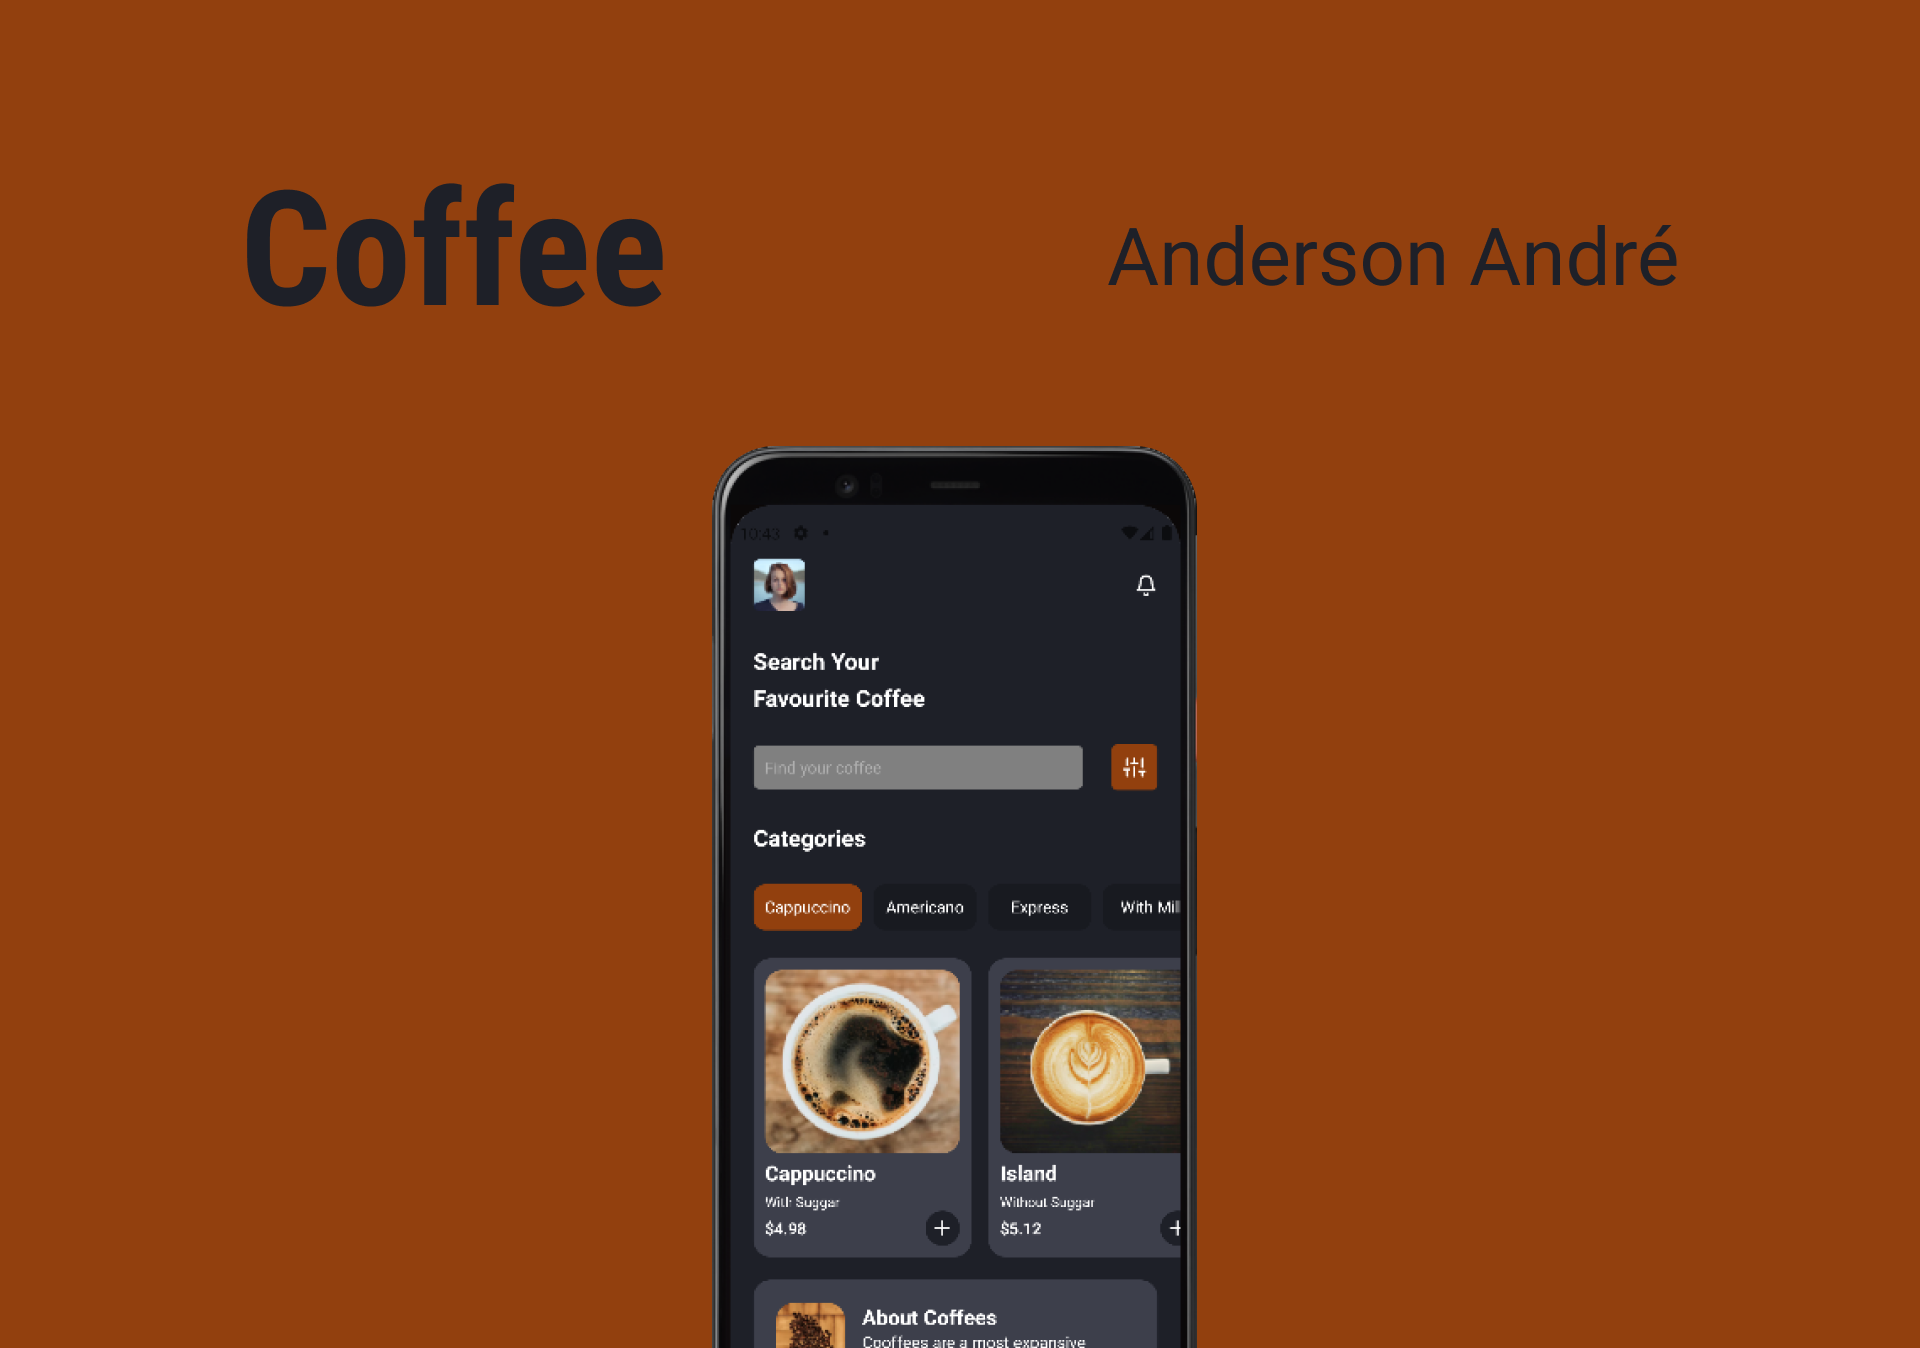 Coffee
Anderson André
10:43
Search Your
Favourite Coffee
Find your coffee
Categories
Cappuccino
Americano
Express
With Mil
Cappuccino
With Suggar
$4.98
Island
Without Suggar
$5.12
About Coffees
Cooffees are a most expansive